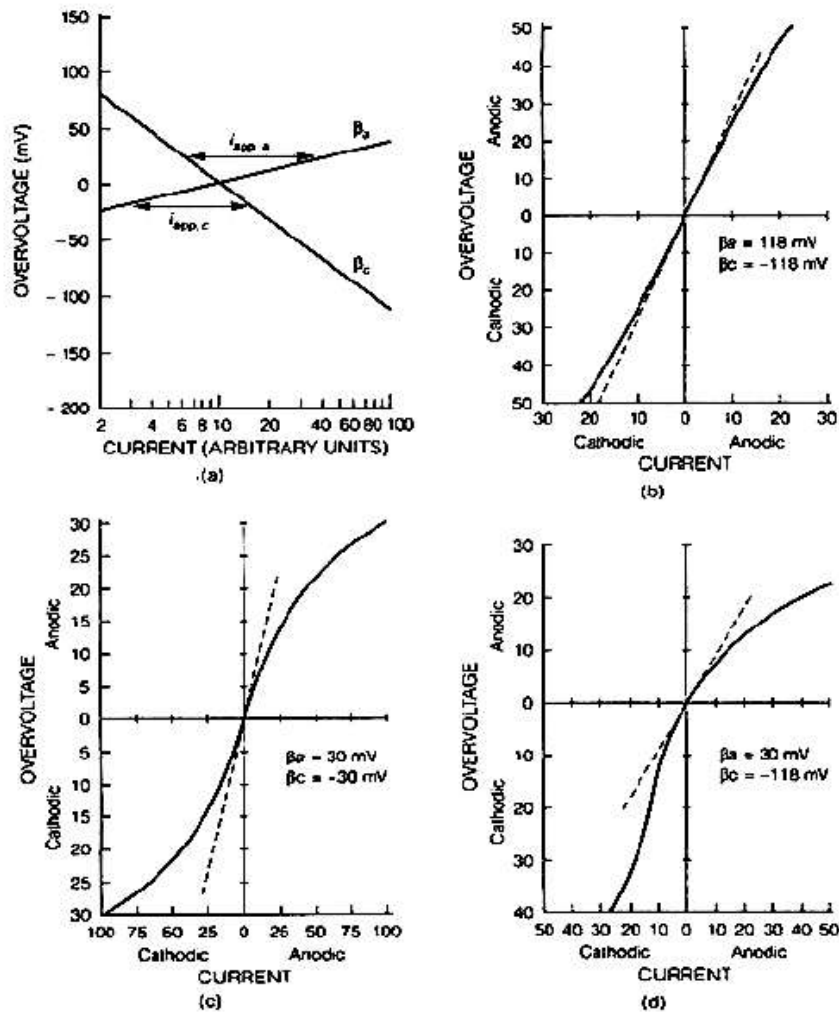 OVERVOLTAGE (mV)
150
100
50
0
- 50
- 100
- 150
- 200
i app, a
βa
i app, c
βc
2 4 6 8 10 20 40 60 80 100
CURRENT (ARBITRARY UNITS)
(a)
OVERVOLTAGE
Anodic
Cathodic
50
40
30
20
10
0
10
20
30
40
50
βa = 118 mV
βc = -118 mV
30 20 10 0 10 20 30
Cathodic Anodic
CURRENT
(b)
OVERVOLTAGE
Anodic
Cathodic
30
25
20
15
10
5
0
5
10
15
20
25
30
βa = 30 mV
βc = -30 mV
100 75 50 25 0 25 50 75 100
Cathodic Anodic
CURRENT
(c)
OVERVOLTAGE
Anodic
Cathodic
30
20
10
0
10
20
30
40
βa = 30 mV
βc = -118 mV
50 40 30 20 10 0 10 20 30 40 50
Cathodic Anodic
CURRENT
(d)